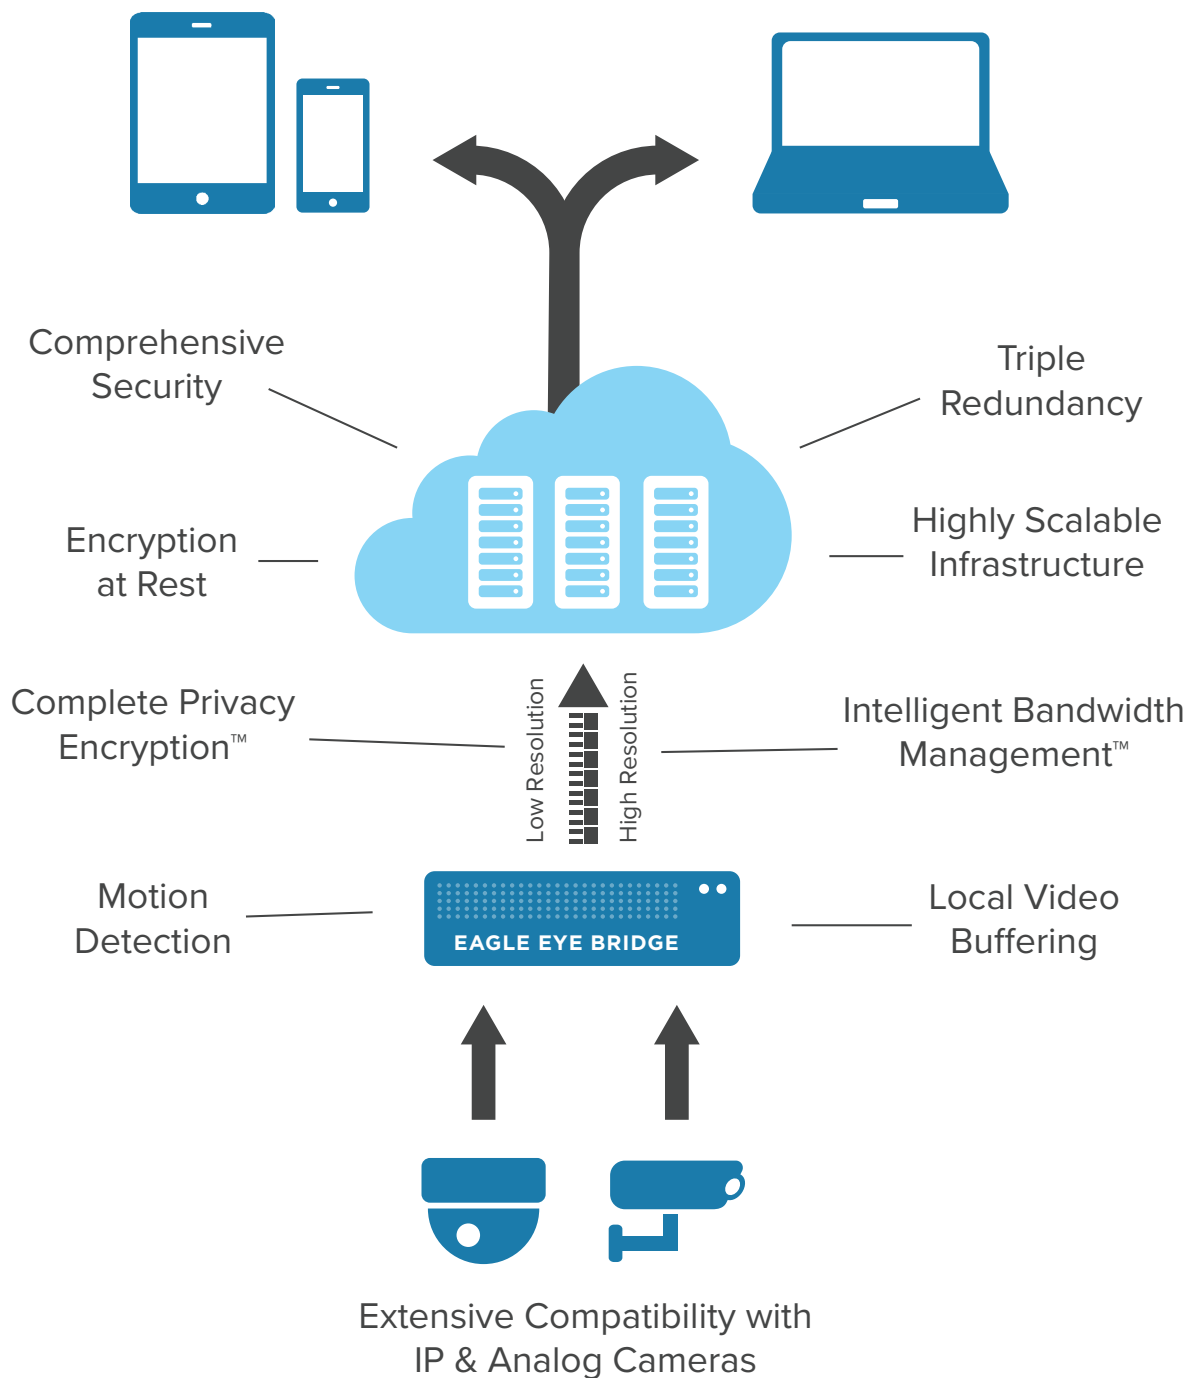 Comprehensive
Security
Triple
Redundancy
Encryption
at Rest
Highly Scalable
Infrastructure
Complete Privacy
Encryption™
Low Resolution
High Resolution
Intelligent Bandwidth
Management™
Motion
Detection
EAGLE EYE BRIDGE
Local Video
Buffering
Extensive Compatibility with
IP & Analog Cameras